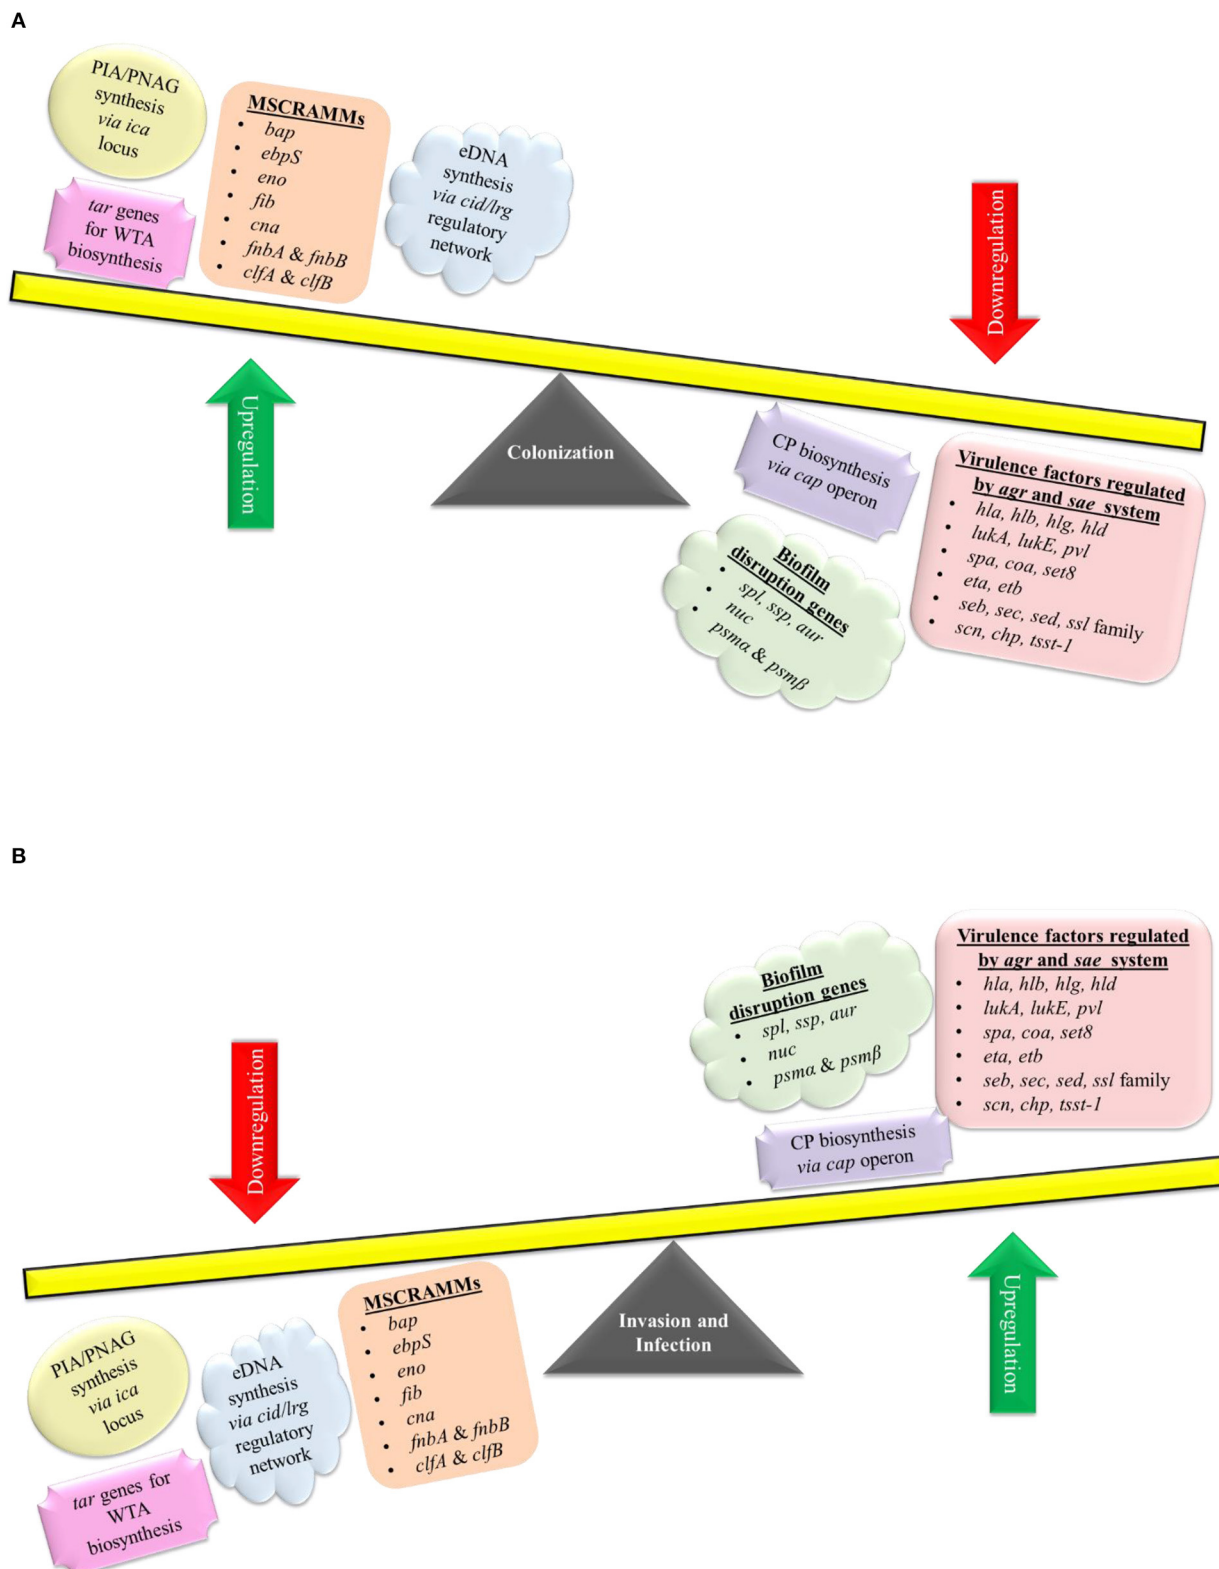 A
PIA/PNAG
synthesis
via ica
locus
tar genes
for WTA
biosynthesis
MSCRAMMs
• bap
• ebpS
• eno
• fib
• cna
• fnbA & fnbB
• clfA & clfB
eDNA
synthesis
via cid/lrg
regulatory
network
Downregulation
Upregulation
Colonization
CP biosynthesis
via cap operon
Biofilm
disruption genes
• spl, ssp, aur
• nuc
• psmα & psmβ
Virulence factors regulated
by agr and sae system
• hla, hlb, hlg, hld
• lukA, lukE, pvl
• spa, coa, set8
• eta, etb
• seb, sec, sed, ssl family
• scn, chp, tsst-1
B
Biofilm
disruption genes
• spl, ssp, aur
• nuc
• psmα & psmβ
Virulence factors regulated
by agr and sae system
• hla, hlb, hlg, hld
• lukA, lukE, pvl
• spa, coa, set8
• eta, etb
• seb, sec, sed, ssl family
• scn, chp, tsst-1
CP biosynthesis
via cap operon
Downregulation
Upregulation
Invasion and
Infection
PIA/PNAG
synthesis
via ica
locus
tar genes for
WTA
biosynthesis
eDNA
synthesis
via cid/lrg
regulatory
network
MSCRAMMs
• bap
• ebpS
• eno
• fib
• cna
• fnbA & fnbB
• clfA & clfB